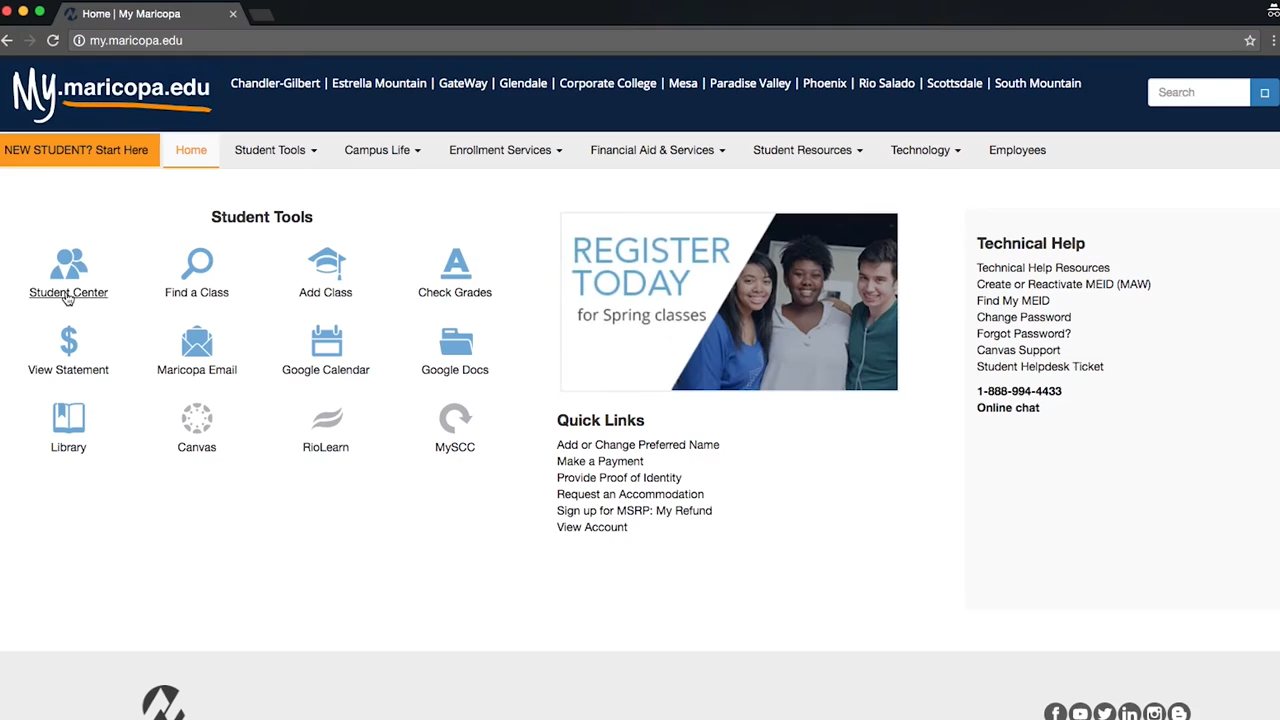 Home | My Maricopa
my.maricopa.edu
My.maricopa.edu
Chandler-Gilbert | Estrella Mountain | GateWay | Glendale | Corporate College | Mesa | Paradise Valley | Phoenix | Rio Salado | Scottsdale | South Mountain
Search
NEW STUDENT? Start Here
Home
Student Tools
Campus Life
Enrollment Services
Financial Aid & Services
Student Resources
Technology
Employees
Student Tools
Student Center
Find a Class
Add Class
Check Grades
View Statement
Maricopa Email
Google Calendar
Google Docs
Library
Canvas
RioLearn
MySCC
REGISTER
TODAY
for Spring classes
Quick Links
Add or Change Preferred Name
Make a Payment
Provide Proof of Identity
Request an Accommodation
Sign up for MSRP: My Refund
View Account
Technical Help
Technical Help Resources
Create or Reactivate MEID (MAW)
Find My MEID
Change Password
Forgot Password?
Canvas Support
Student Helpdesk Ticket
1-888-994-4433
Online chat